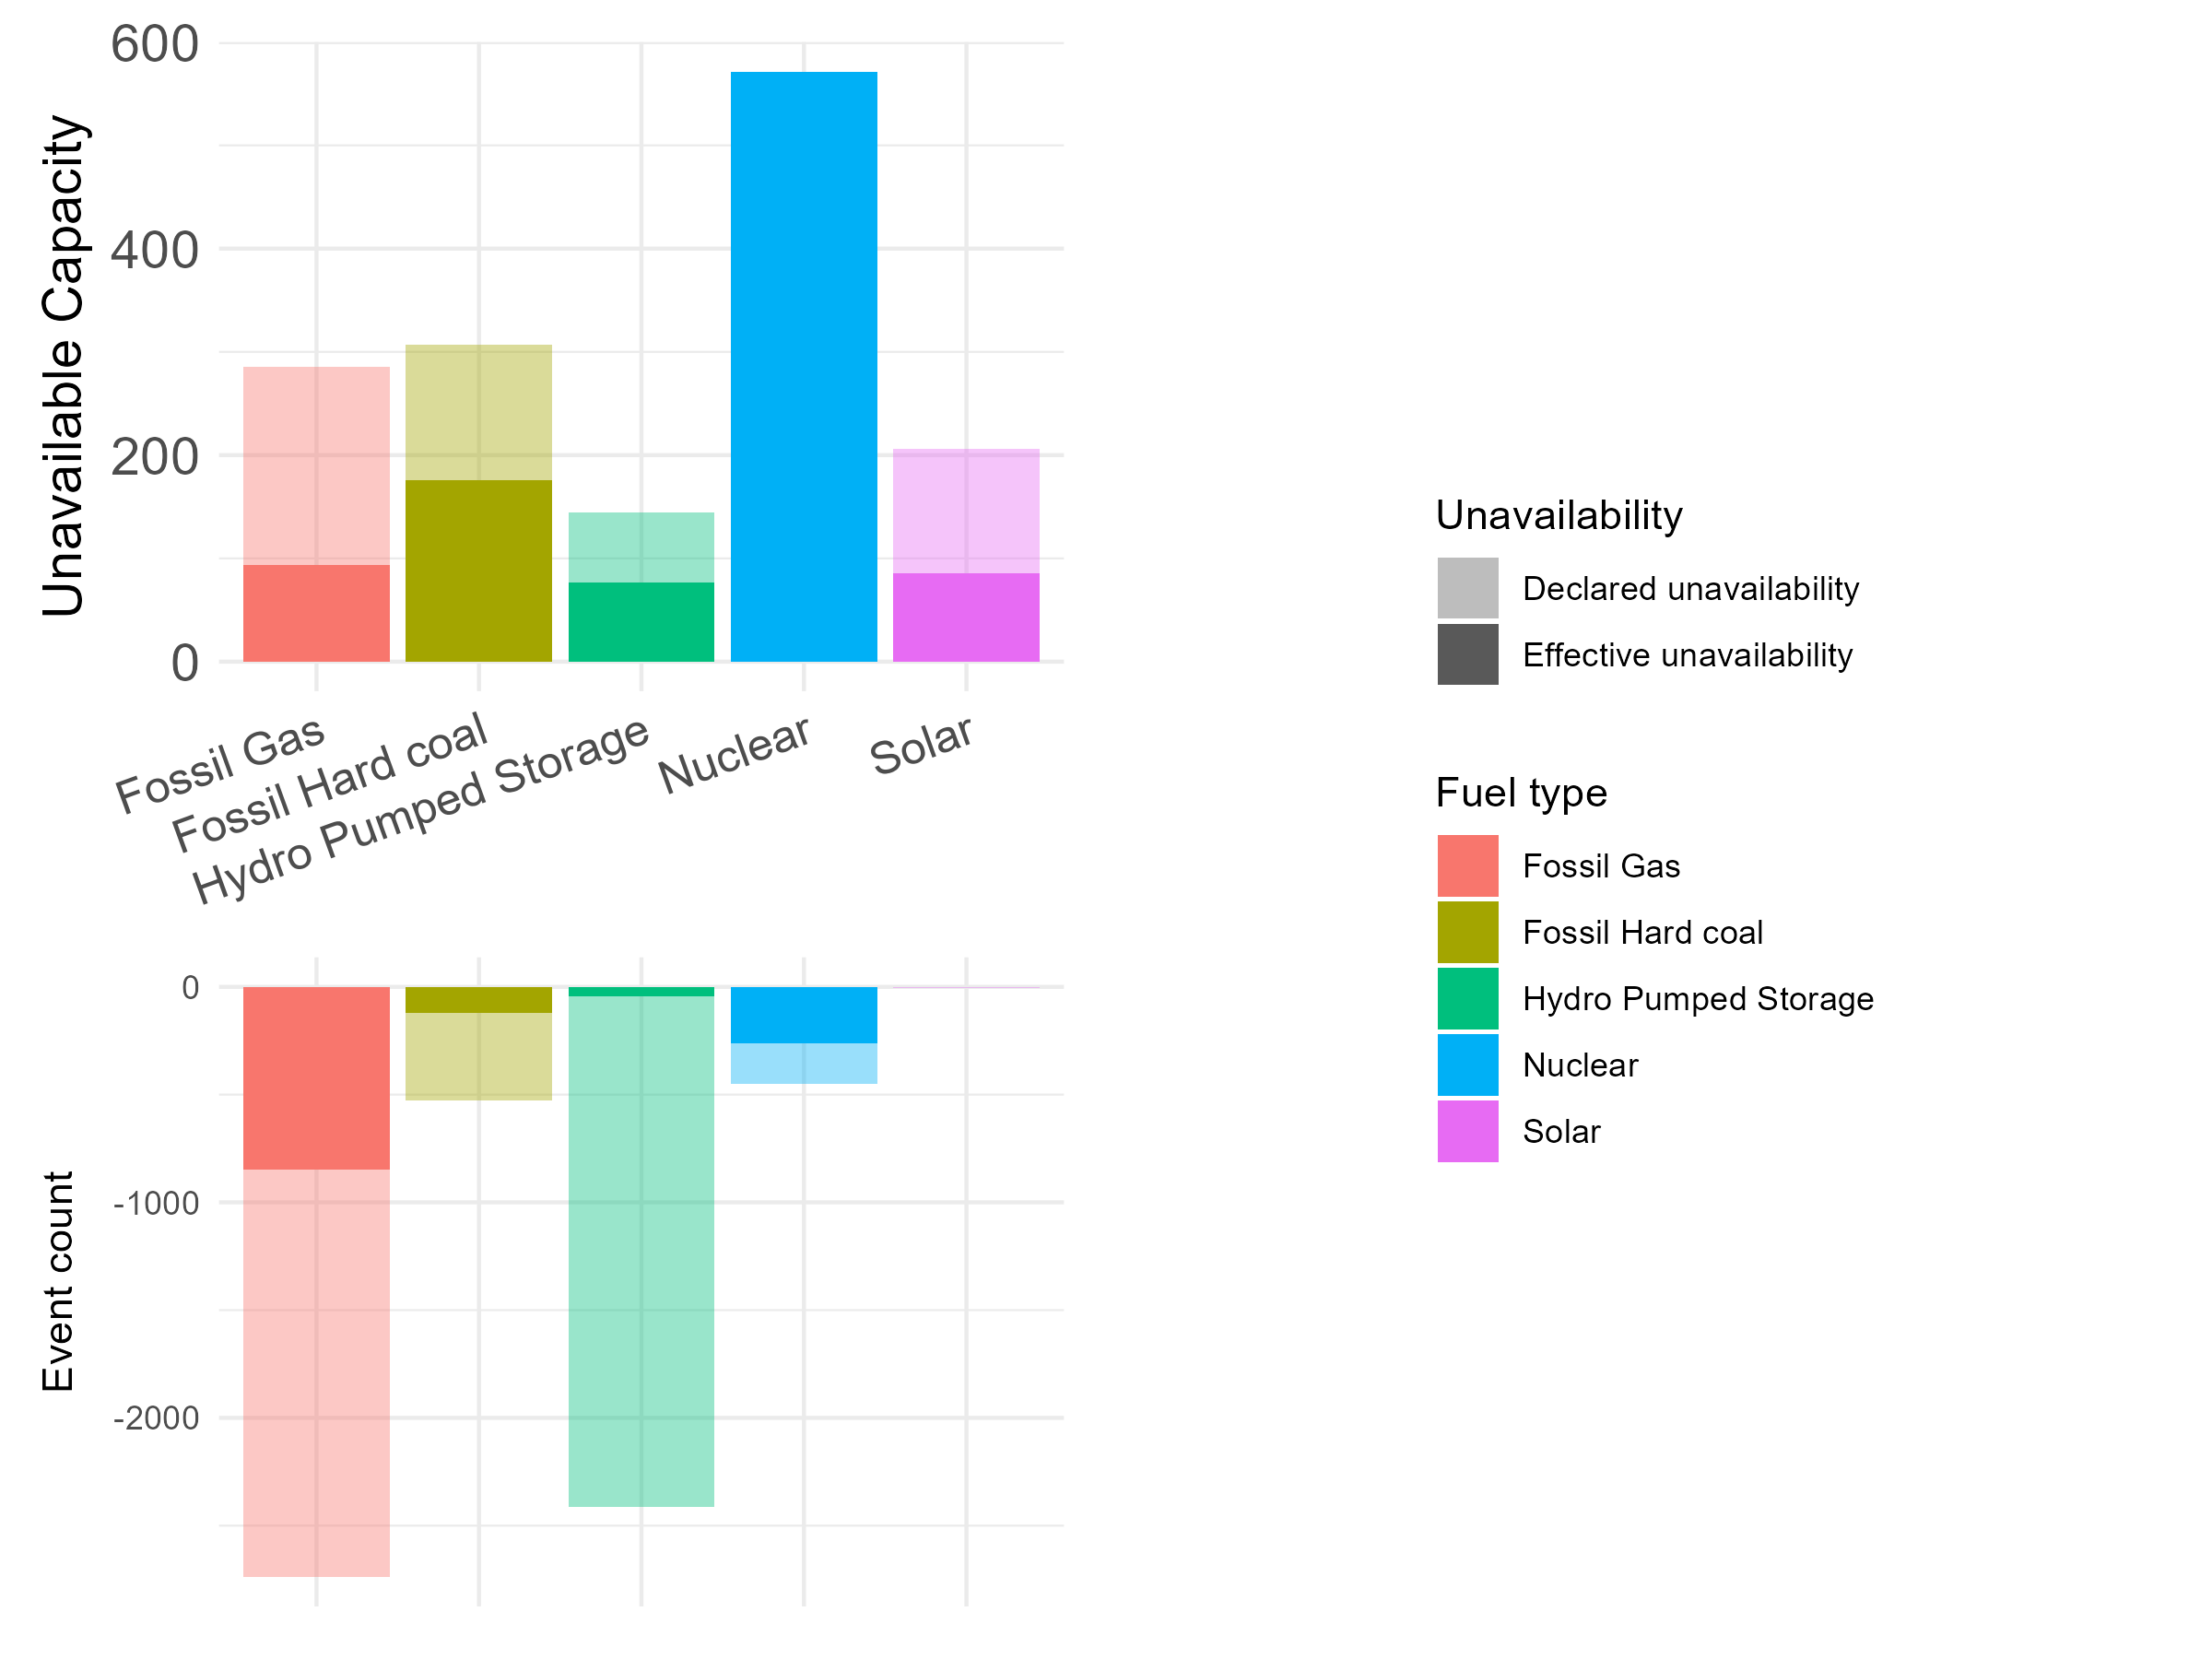 600
400
200
0
Unavailable Capacity
Fossil Gas
Fossil Hard coal
Hydro Pumped Storage
Nuclear
Solar
0
-1000
-2000
Event count
Unavailability
Declared unavailability
Effective unavailability
Fuel type
Fossil Gas
Fossil Hard coal
Hydro Pumped Storage
Nuclear
Solar